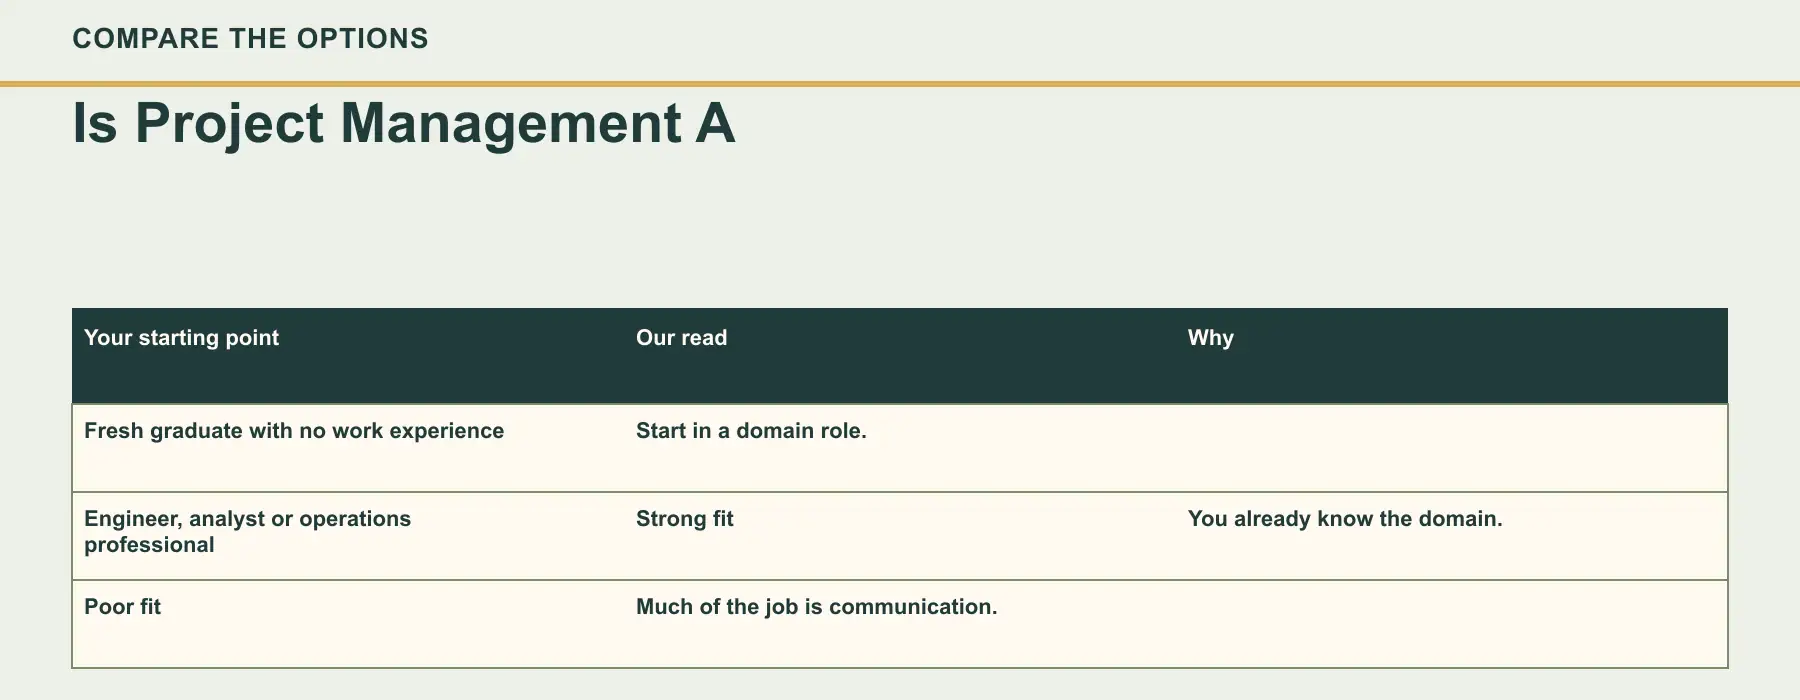 COMPARE THE OPTIONS
Is Project Management A
Your starting point Our read Why
Fresh graduate with no work experience Start in a domain role.
Engineer, analyst or operations professional Strong fit You already know the domain.
Poor fit Much of the job is communication.